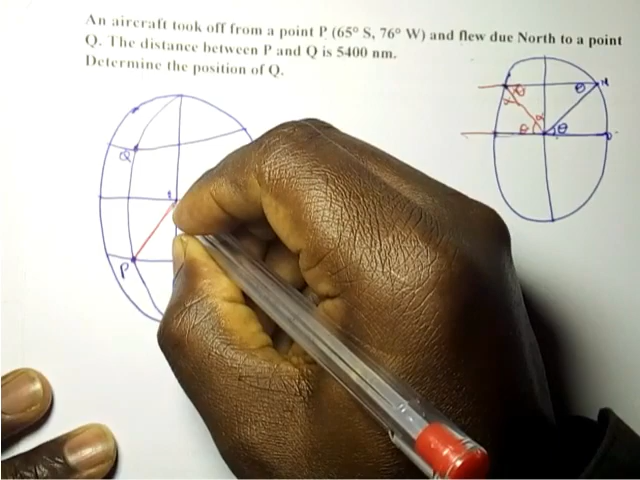 An aircraft took off from a point P (65° S, 76° W) and flew due North to a point
Q. The distance between P and Q is 5400 nm.
Determine the position of Q.
θ θ N
α
α
θ θ 0°
Q
P